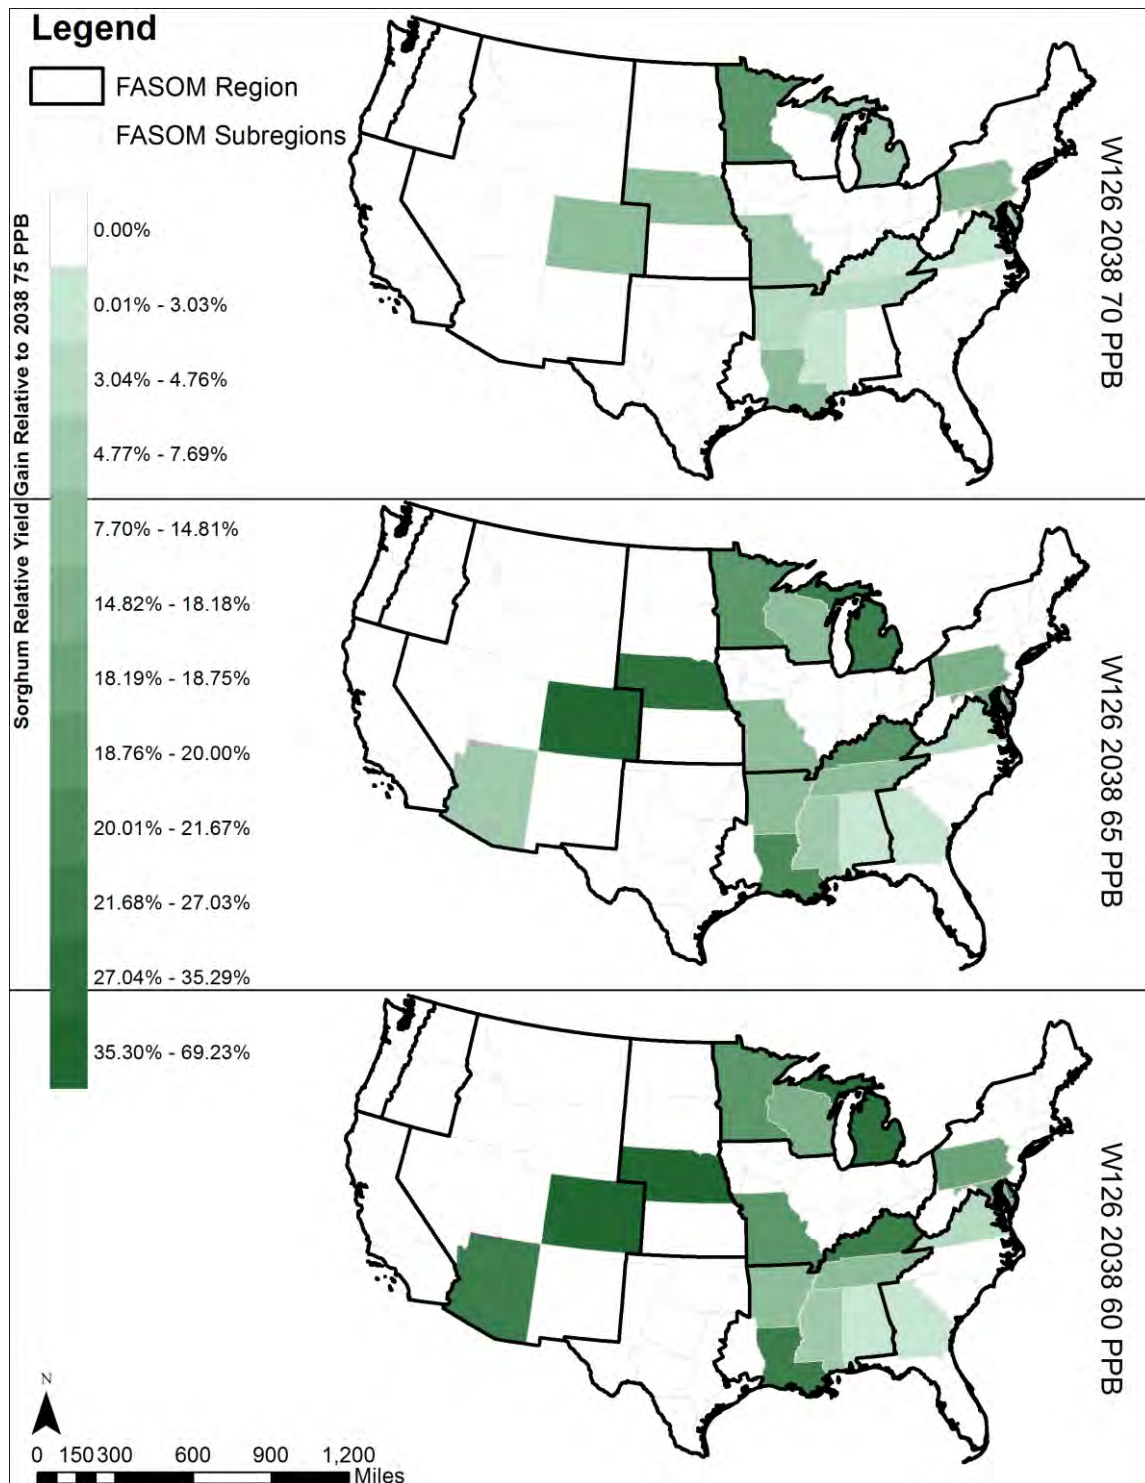 Legend
FASOM Region
FASOM Subregions
Sorghum Relative Yield Gain Relative to 2038 75 PPB
0.00%
0.01% - 3.03%
3.04% - 4.76%
4.77% - 7.69%
7.70% - 14.81%
14.82% - 18.18%
18.19% - 18.75%
18.76% - 20.00%
20.01% - 21.67%
21.68% - 27.03%
27.04% - 35.29%
35.30% - 69.23%
W126 2038 70 PPB
W126 2038 65 PPB
W126 2038 60 PPB
N
0 150300 600 900 1,200
Miles